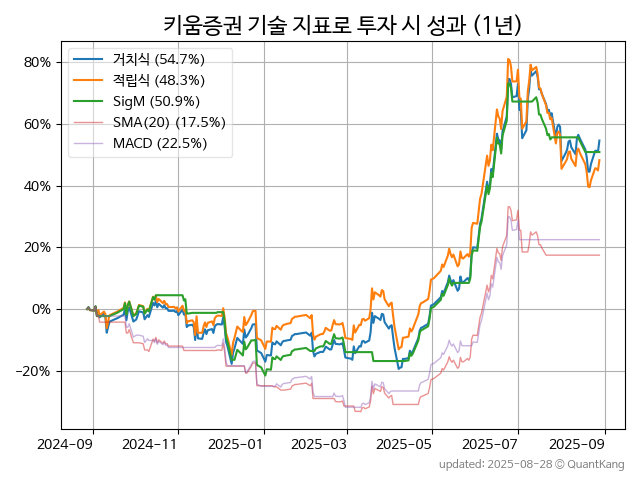 키움증권 기술 지표로 투자 시 성과 (1년)
거치식 (54.7%)
적립식 (48.3%)
SigM (50.9%)
SMA(20) (17.5%)
MACD (22.5%)
80%
60%
40%
20%
0%
−20%
2024-09 2024-11 2025-01 2025-03 2025-05 2025-07 2025-09
updated: 2025-08-28 © QuantKang